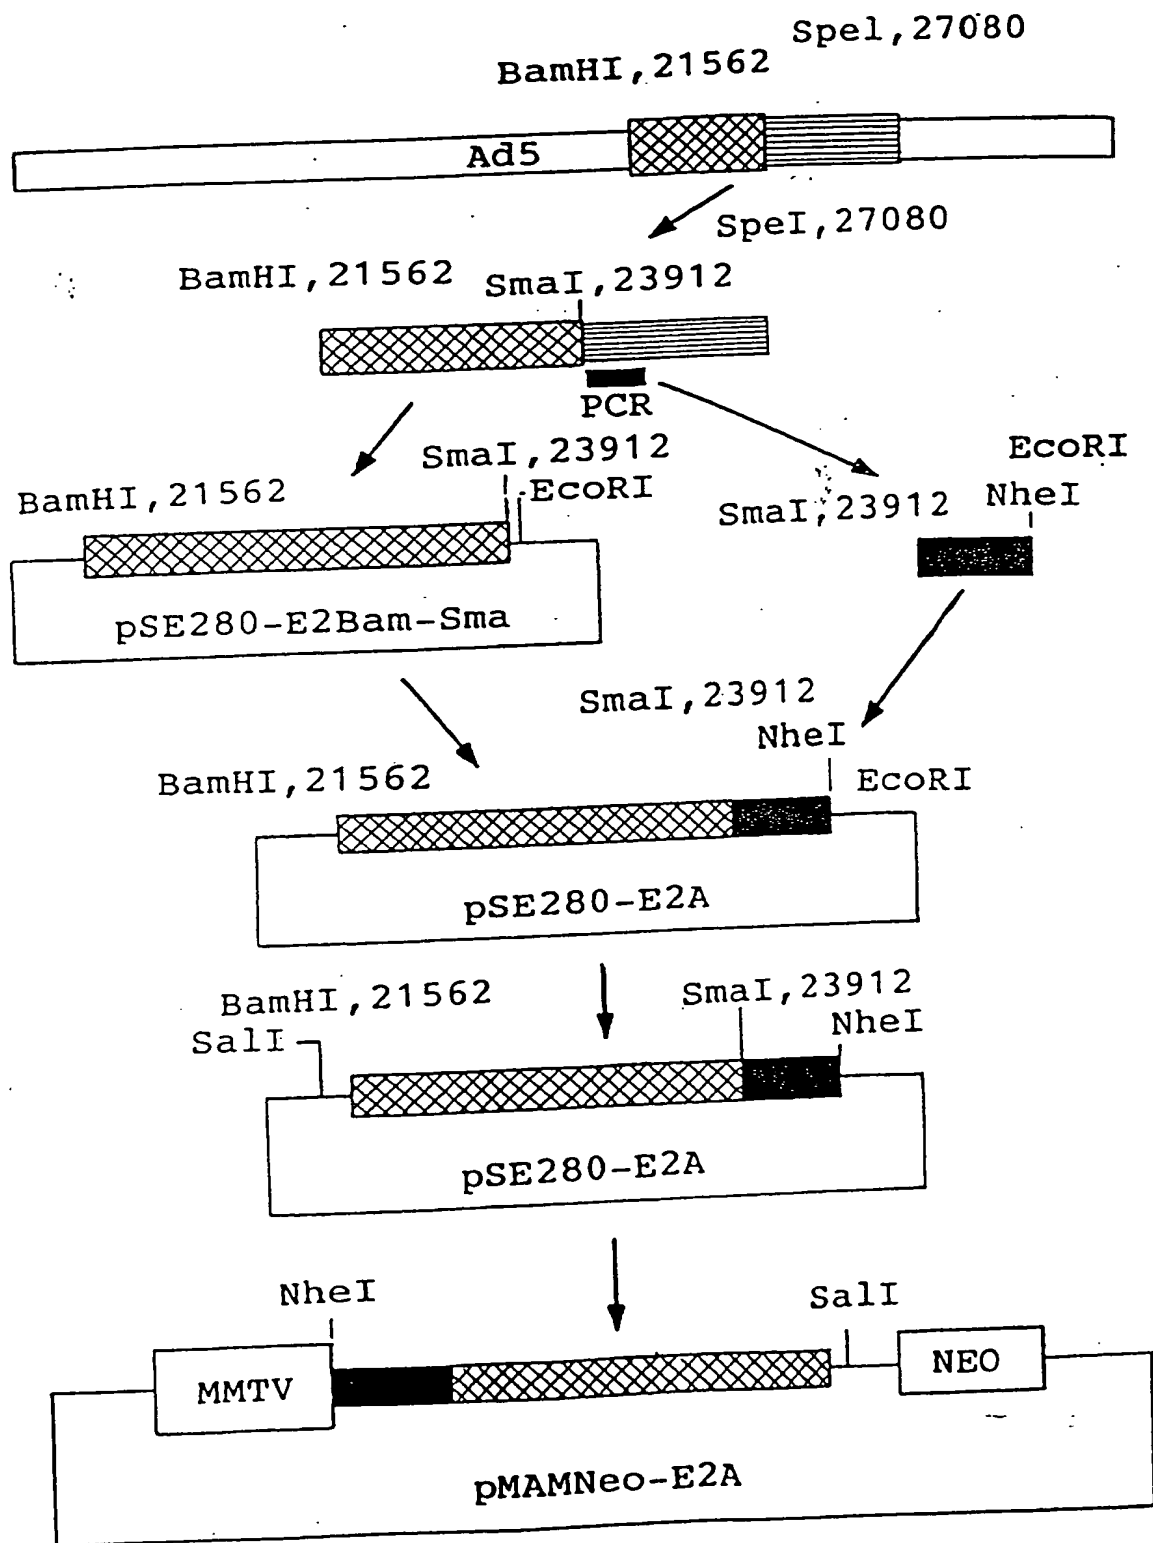 SpeI,27080
BamHI,21562
Ad5
SpeI,27080
BamHI,21562
SmaI,23912
PCR
SmaI,23912
EcoRI
BamHI,21562
EcoRI
NheI
SmaI,23912
pSE280-E2Bam-Sma
SmaI,23912
NheI
BamHI,21562
EcoRI
pSE280-E2A
BamHI,21562
SmaI,23912
SalI
NheI
pSE280-E2A
NheI
SalI
MMTV
NEO
pMAMNeo-E2A